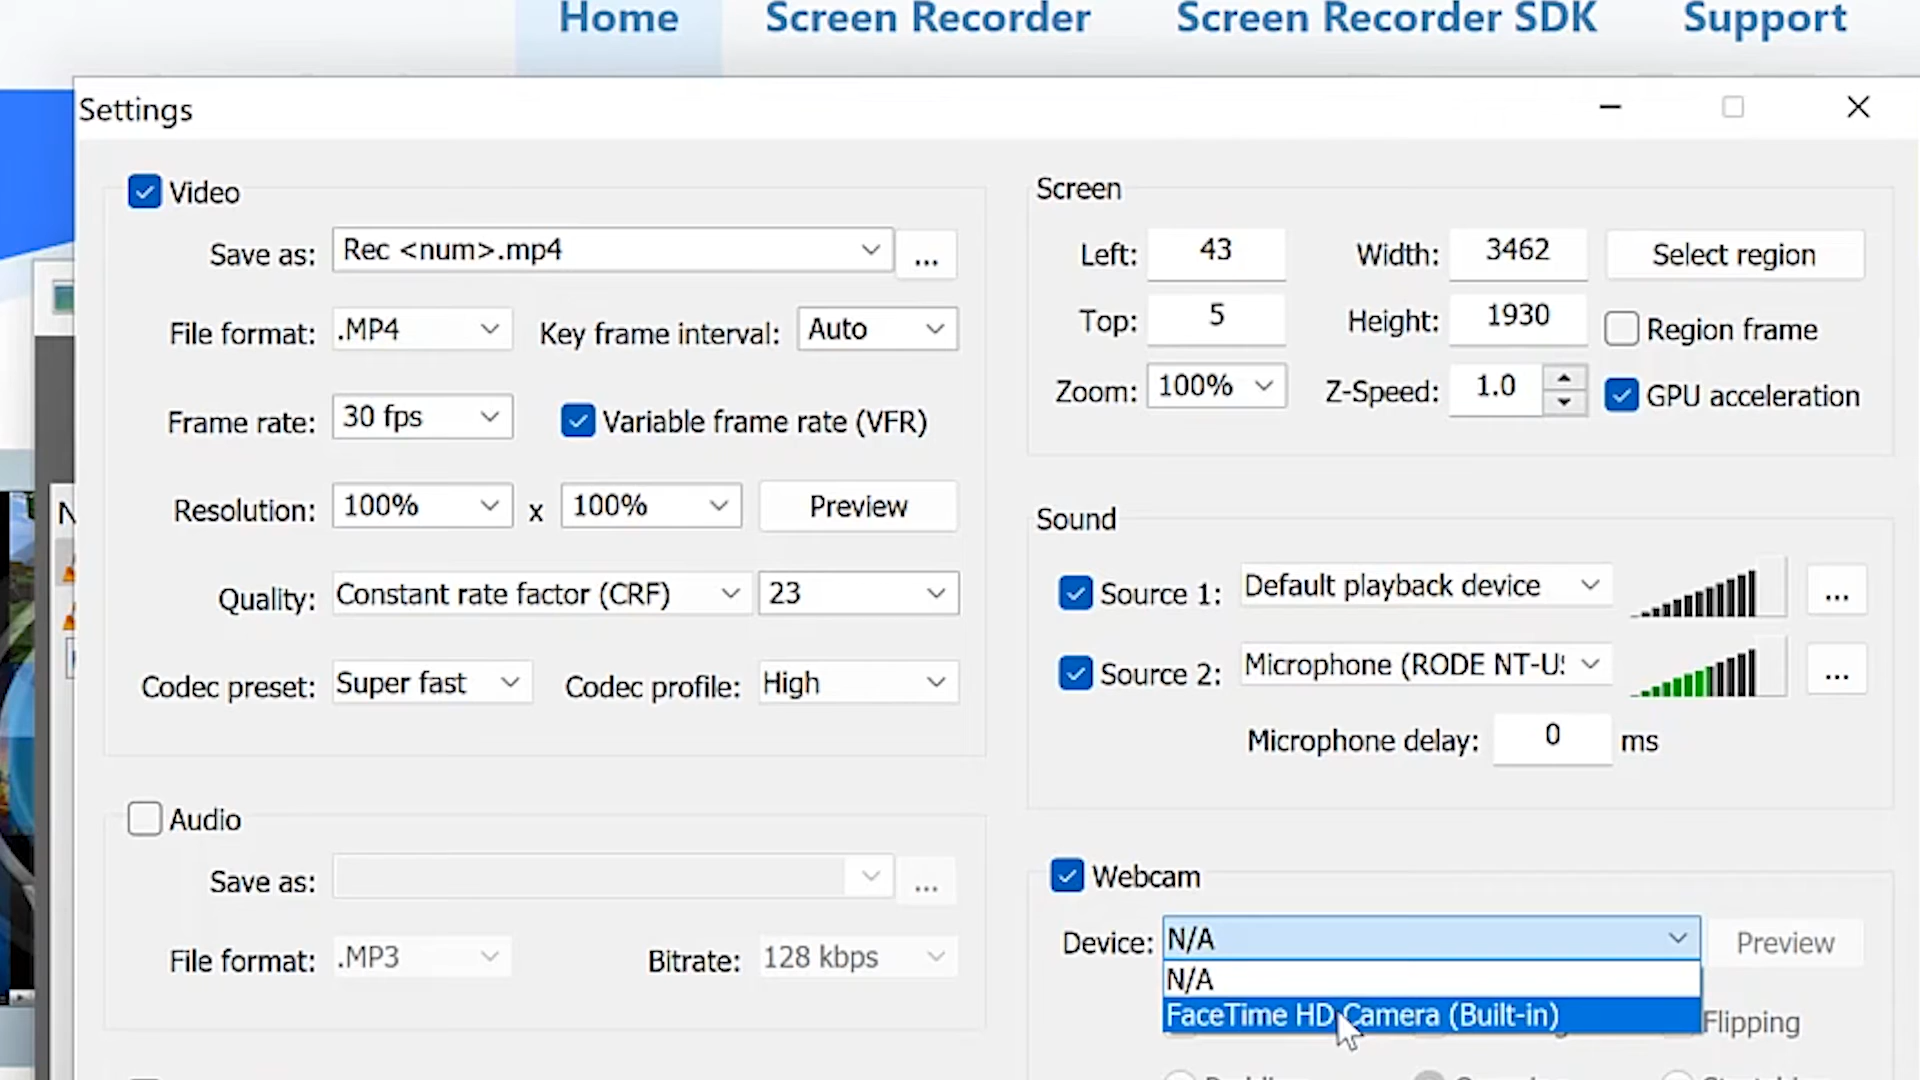 Home Screen Recorder Screen Recorder SDK Support
Settings
Video
Save as: Rec <num>.mp4 ...
File format: .MP4 Key frame interval: Auto
Frame rate: 30 fps Variable frame rate (VFR)
Resolution: 100% x 100% Preview
Quality: Constant rate factor (CRF) 23
Codec preset: Super fast Codec profile: High
Audio
Save as: ...
File format: .MP3 Bitrate: 128 kbps
Screen
Left: 43 Width: 3462 Select region
Top: 5 Height: 1930 Region frame
Zoom: 100% Z-Speed: 1.0 GPU acceleration
Sound
Source 1: Default playback device ...
Source 2: Microphone (RODE NT-U ...
Microphone delay: 0 ms
Webcam
Device: N/A Preview
N/A
FaceTime HD Camera (Built-in)
Flipping
N